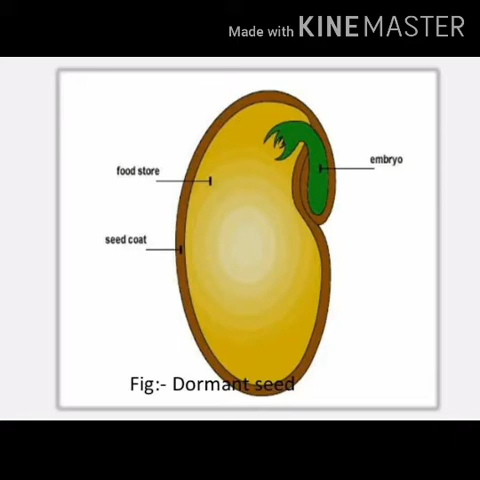 Made with KINEMASTER
embryo
food store
seed coat
Fig:- Dormant seed